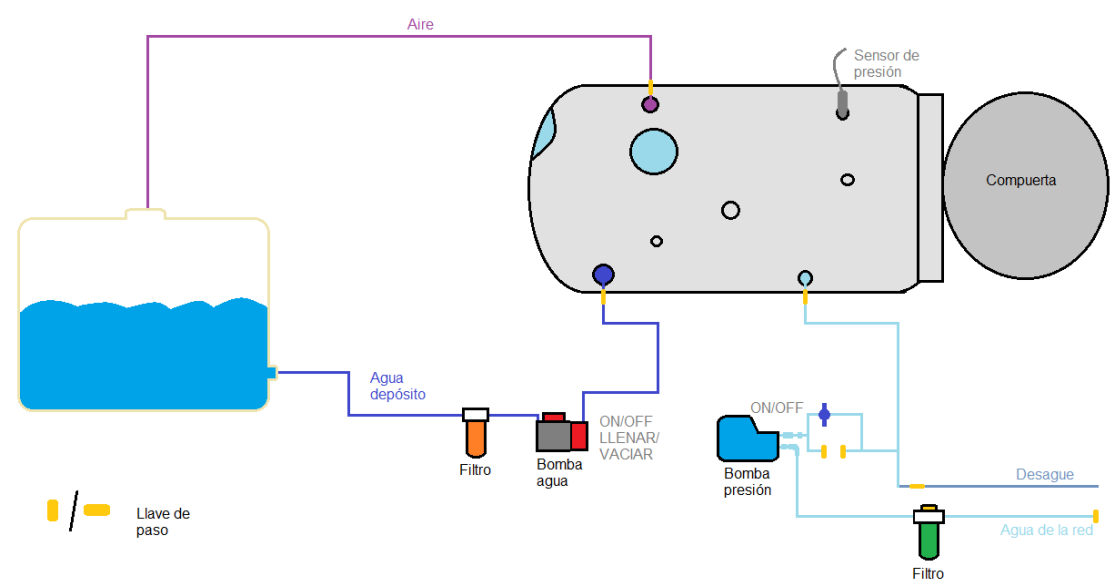 Aire
Sensor de
presión
Compuerta
Agua
depósito
ON/OFF
LLENAR/
VACIAR
Filtro
Bomba
agua
ON/OFF
Bomba
presión
Desague
Agua de la red
Filtro
Llave de
paso